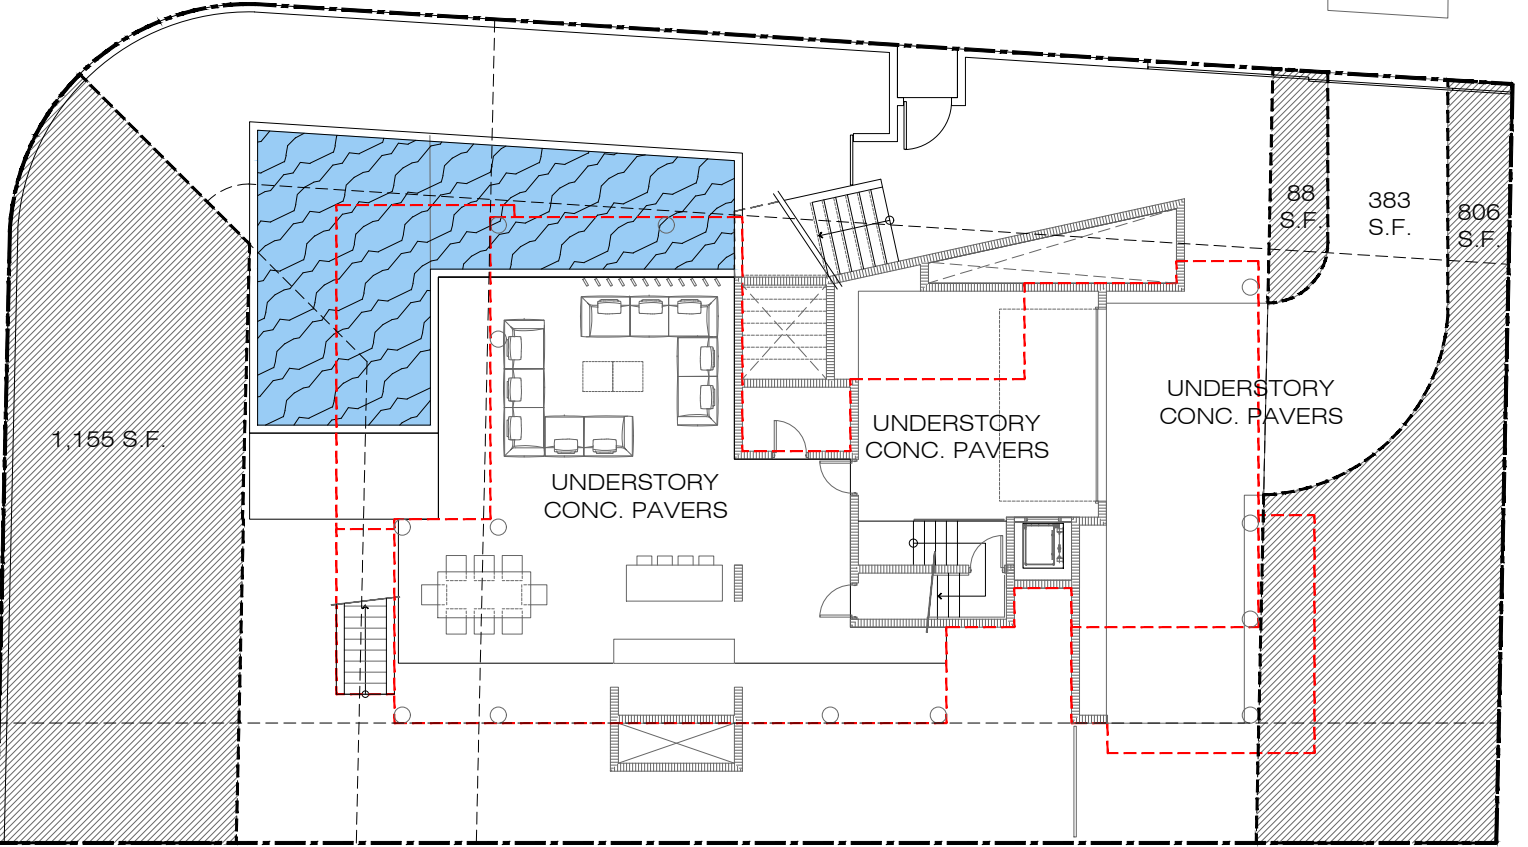 88
S.F.
383
S.F.
806
S.F.
1,155 S.F.
UNDERSTORY
CONC. PAVERS
UNDERSTORY
CONC. PAVERS
UNDERSTORY
CONC. PAVERS